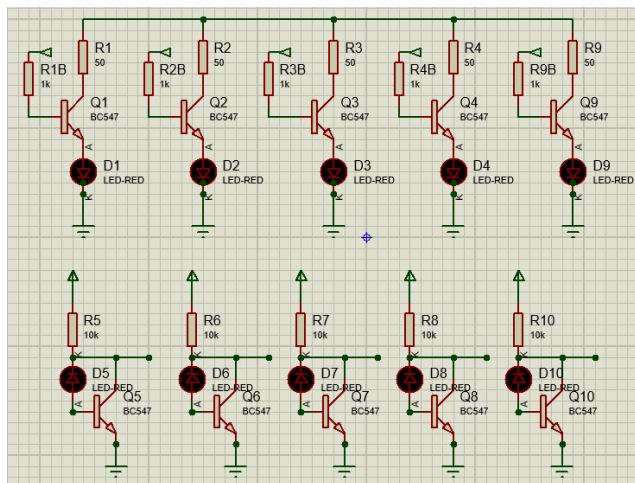 R1 R2 R3 R4 R9
50 50 50 50 50
R1B R2B R3B R4B R9B
1k 1k 1k 1k 1k
Q1 Q2 Q3 Q4 Q9
BC547 BC547 BC547 BC547 BC547
A A A A A
D1 D2 D3 D4 D9
LED-RED LED-RED LED-RED LED-RED LED-RED
K K K K K
R5 R6 R7 R8 R10
10k 10k 10k 10k 10k
K K K K K
D5 D6 D7 D8 D10
LED-RED LED-RED LED-RED LED-RED LED-RED
Q5 Q6 Q7 Q8 Q10
A A A A A
BC547 BC547 BC547 BC547 BC547